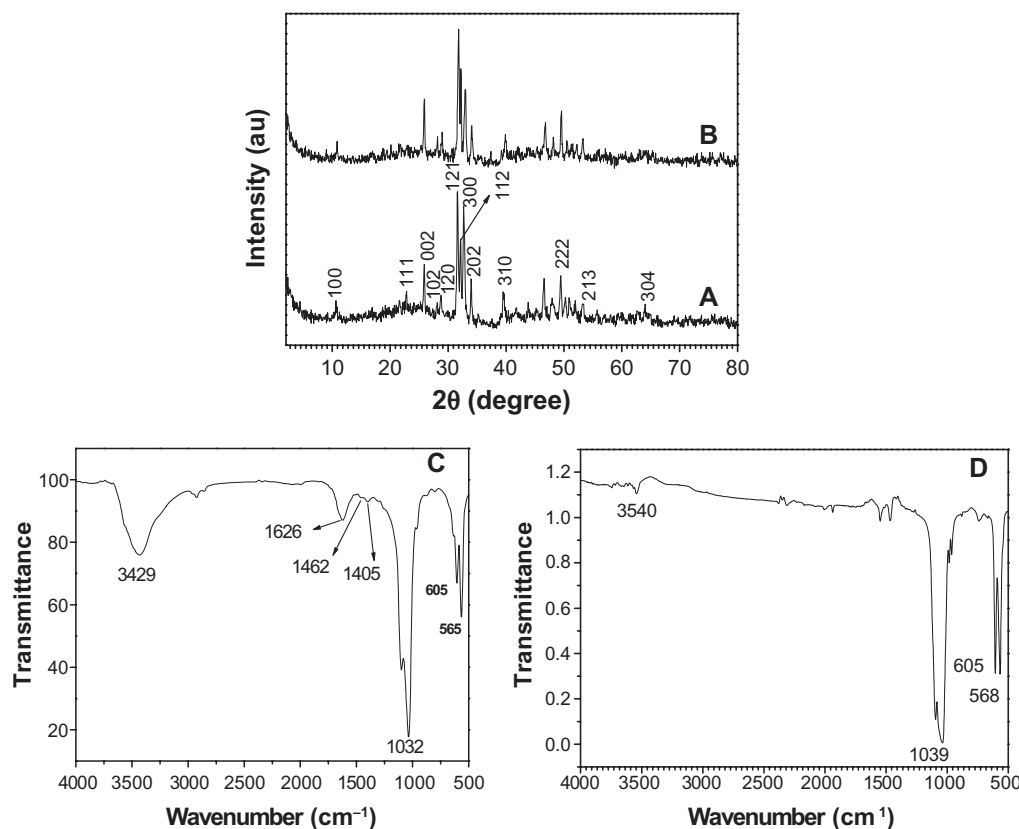 B
Intensity (au)
121
300
112
100
111
002
102
120
202
310
222
213
304
A
10 20 30 40 50 60 70 80
2θ (degree)
C
Transmittance
100
80
60
40
20
3429
1626
1462
1405
605
565
1032
4000 3500 3000 2500 2000 1500 1000 500
Wavenumber (cm⁻¹)
D
Transmittance
1.2
1.0
0.8
0.6
0.4
0.2
0.0
3540
605
568
1039
4000 3500 3000 2500 2000 1500 1000 500
Wavenumber (cm¹)